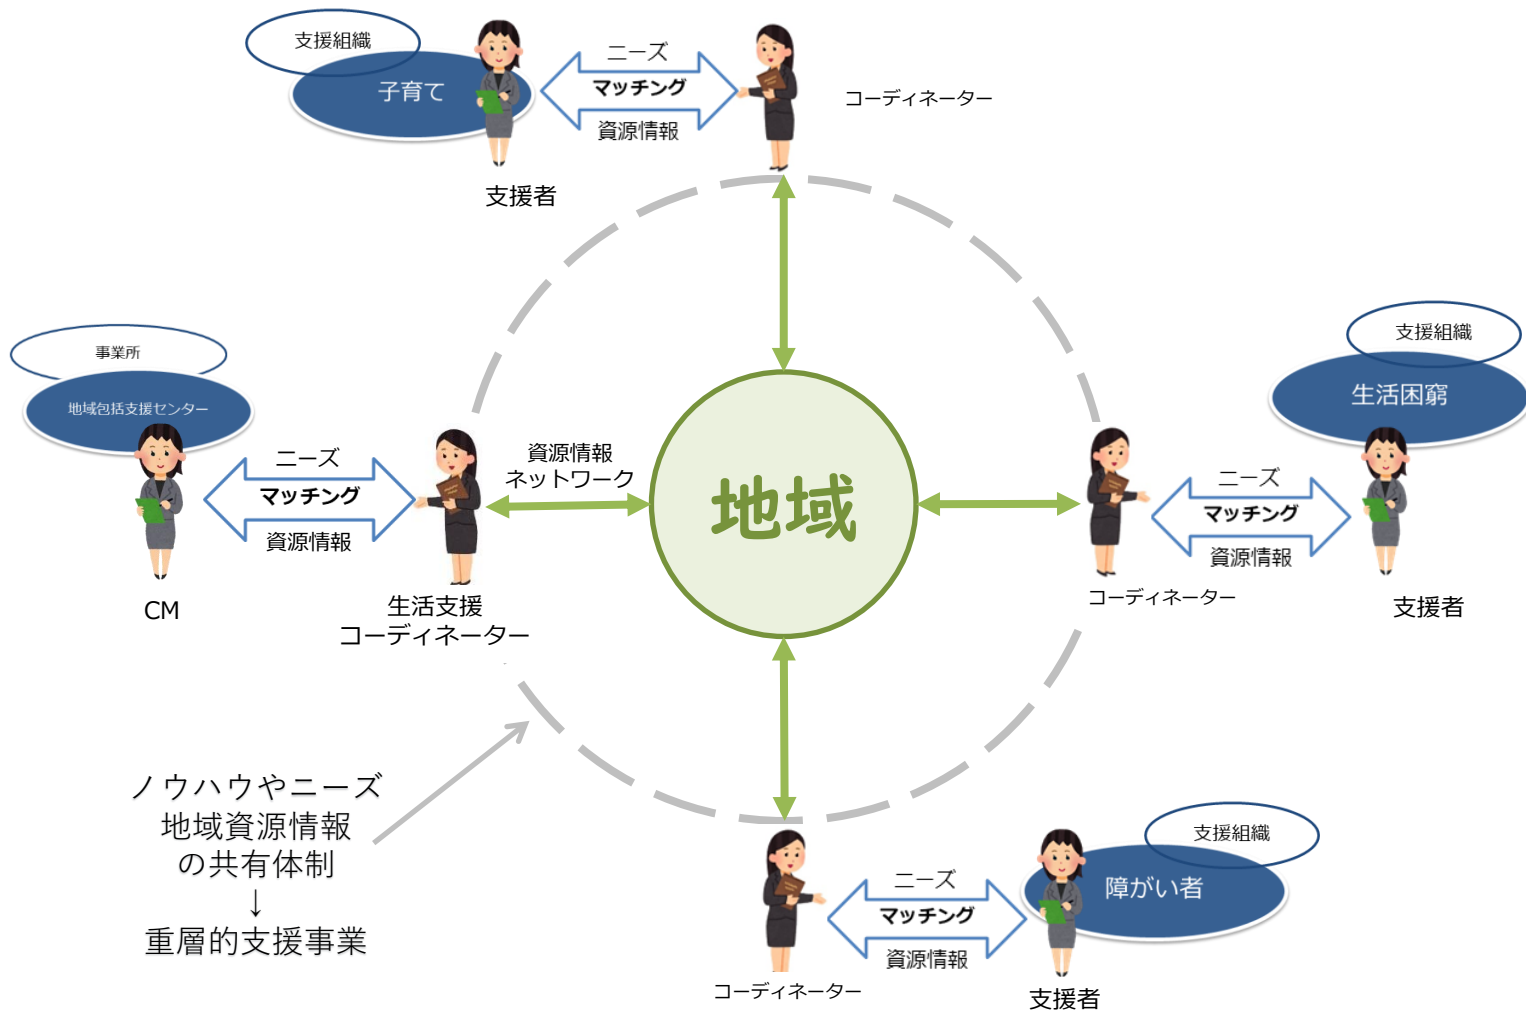 支援組織
子育て
ニーズ
マッチング
資源情報
コーディネーター
支援者
事業所
地域包括支援センター
ニーズ
マッチング
資源情報
CM
生活支援
コーディネーター
資源情報
ネットワーク
地域
支援組織
生活困窮
ニーズ
マッチング
資源情報
コーディネーター
支援者
ノウハウやニーズ
地域資源情報
の共有体制
↓
重層的支援事業
支援組織
障がい者
ニーズ
マッチング
資源情報
コーディネーター
支援者